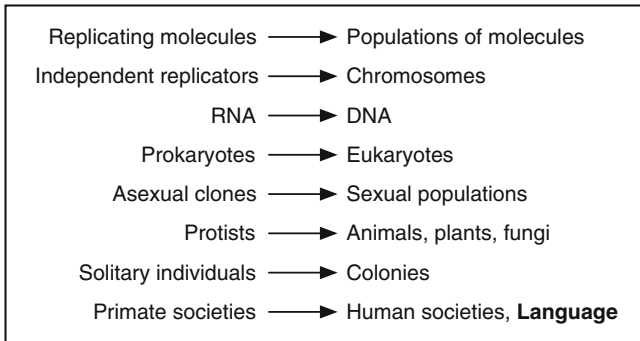 Replicating molecules → Populations of molecules
Independent replicators → Chromosomes
RNA → DNA
Prokaryotes → Eukaryotes
Asexual clones → Sexual populations
Protists → Animals, plants, fungi
Solitary individuals → Colonies
Primate societies → Human societies, Language